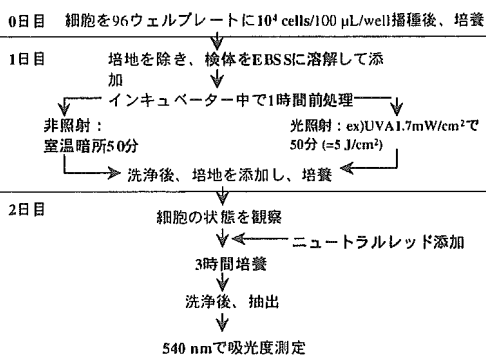 0日目 細胞を96ウェルプレートに10⁴ cells/100 μL/well播種後、培養
1日目 培地を除き、検体をEBSSに溶解して添
加
インキュベーター中で1時間前処理
非照射：
室温暗所50分
光照射：ex)UVA1.7mW/cm²で
50分 (=5 J/cm²)
洗浄後、培地を添加し、培養
2日目
細胞の状態を観察
ニュートラルレッド添加
3時間培養
洗浄後、抽出
540 nmで吸光度測定